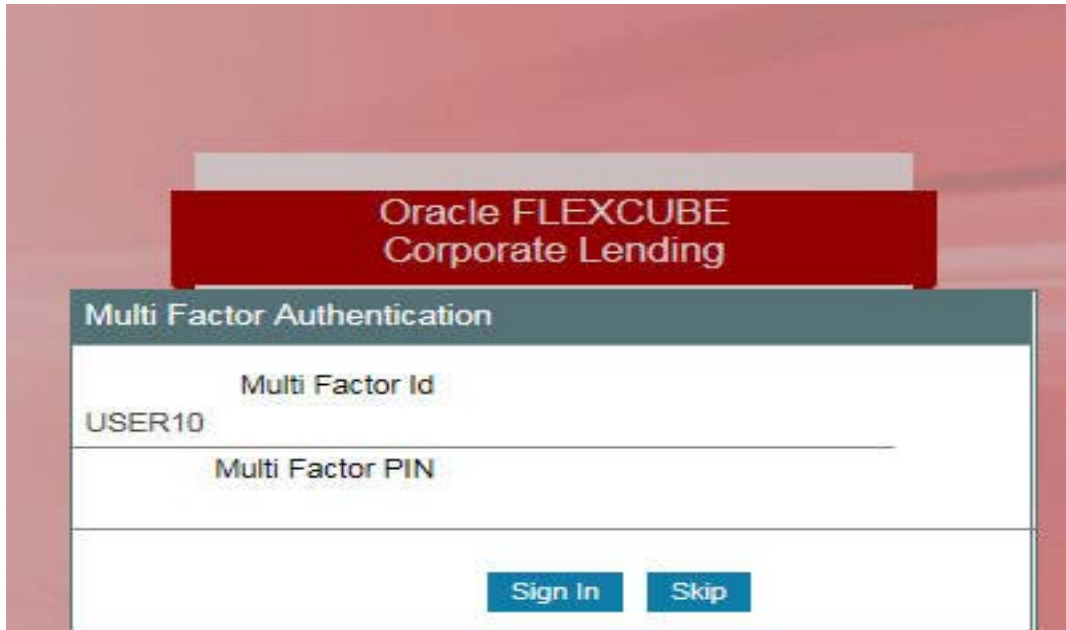 Oracle FLEXCUBE
Corporate Lending
Multi Factor Authentication
Multi Factor Id
USER10
Multi Factor PIN
Sign In Skip